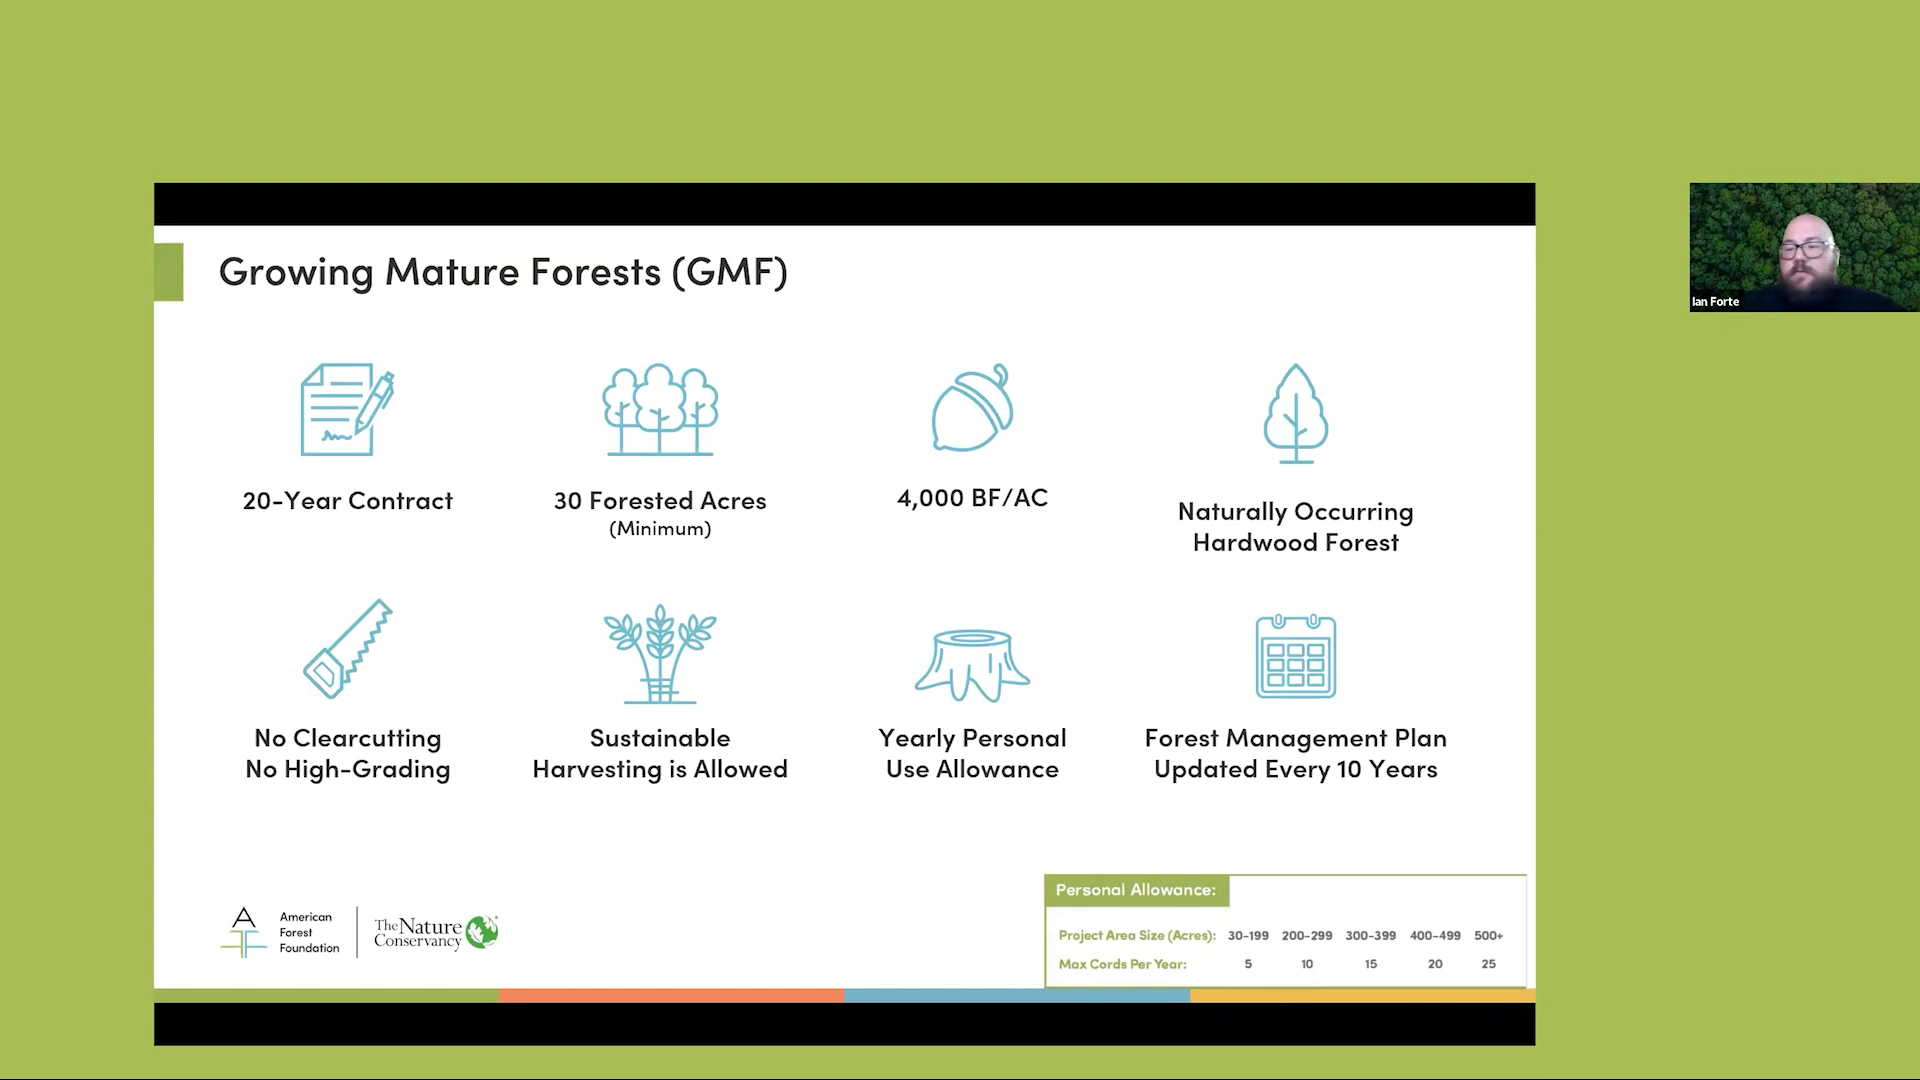 Growing Mature Forests (GMF)
Ian Forte
20-Year Contract
30 Forested Acres
(Minimum)
4,000 BF/AC
Naturally Occurring
Hardwood Forest
No Clearcutting
No High-Grading
Sustainable
Harvesting is Allowed
Yearly Personal
Use Allowance
Forest Management Plan
Updated Every 10 Years
American
Forest
Foundation
The Nature
Conservancy
Personal Allowance:
Project Area Size (Acres): 30-199 200-299 300-399 400-499 500+
Max Cords Per Year: 5 10 15 20 25